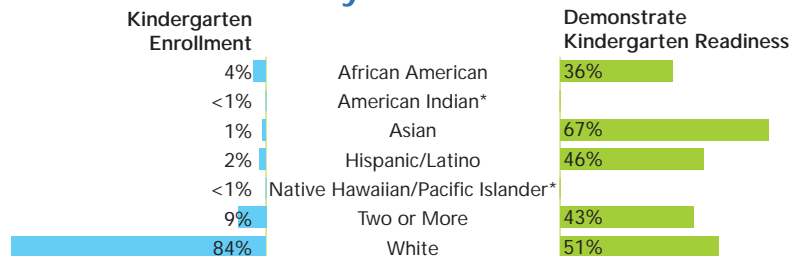 Kindergarten
Enrollment
Demonstrate
Kindergarten Readiness
4% African American 36%
<1% American Indian*
1% Asian 67%
2% Hispanic/Latino 46%
<1% Native Hawaiian/Pacific Islander*
9% Two or More 43%
84% White 51%